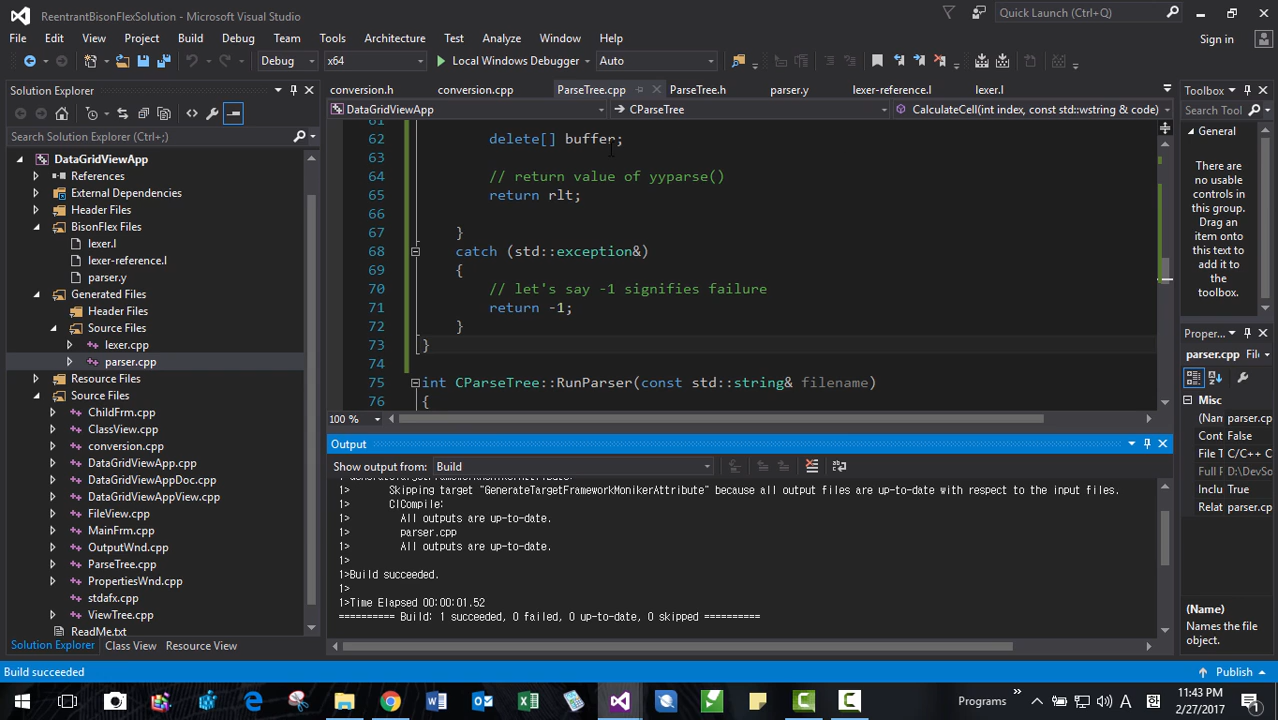 ReentrantBisonFlexSolution - Microsoft Visual Studio
Quick Launch (Ctrl+Q)
File Edit View Project Build Debug Team Tools Architecture Test Analyze Window Help
Sign in
Debug x64 Local Windows Debugger Auto
Solution Explorer
Search Solution Explorer (Ctrl+;)
DataGridViewApp
References
External Dependencies
Header Files
BisonFlex Files
lexer.l
lexer-reference.l
parser.y
Generated Files
Header Files
Source Files
lexer.cpp
parser.cpp
Resource Files
Source Files
ChildFrm.cpp
ClassView.cpp
conversion.cpp
DataGridViewApp.cpp
DataGridViewAppDoc.cpp
DataGridViewAppView.cpp
FileView.cpp
MainFrm.cpp
OutputWnd.cpp
ParseTree.cpp
PropertiesWnd.cpp
stdafx.cpp
ViewTree.cpp
ReadMe.txt
Solution Explorer Class View Resource View
conversion.h conversion.cpp ParseTree.cpp ParseTree.h parser.y lexer-reference.l lexer.l
DataGridViewApp CParseTree CalculateCell(int index, const std::wstring & code)
61
62 delete[] buffer;
63
64 // return value of yyparse()
65 return rlt;
66
67 }
68 catch (std::exception&)
69 {
70 // let's say -1 signifies failure
71 return -1;
72 }
73 }
74
75 int CParseTree::RunParser(const std::string& filename)
76 {
100 %
Output
Show output from: Build
1> Skipping target "GenerateTargetFrameworkMonikerAttribute" because all output files are up-to-date with respect to the input files.
1> ClCompile:
1> All outputs are up-to-date.
1> parser.cpp
1> All outputs are up-to-date.
1>
1>Build succeeded.
1>
1>Time Elapsed 00:00:01.52
========== Build: 1 succeeded, 0 failed, 0 up-to-date, 0 skipped ==========
Toolbox
Search Tool
General
There are
no usable
controls in
this group.
Drag an
item onto
this text to
add it to
the
toolbox.
Proper...
parser.cpp File
Misc
(Nan parser.cp
Cont False
File T C/C++ C
Full P D:\DevSo
Inclu True
Relat parser.cp
(Name)
Names the file
object.
Build succeeded
Publish
Programs
A
11:43 PM
2/27/2017